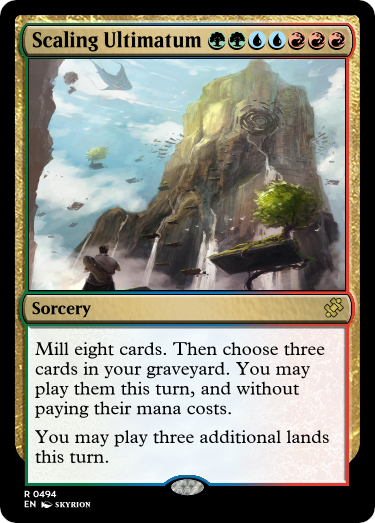 Scaling Ultimatum
Sorcery
Mill eight cards. Then choose three
cards in your graveyard. You may
play them this turn, and without
paying their mana costs.
You may play three additional lands
this turn.
R 0494
EN SKYRION